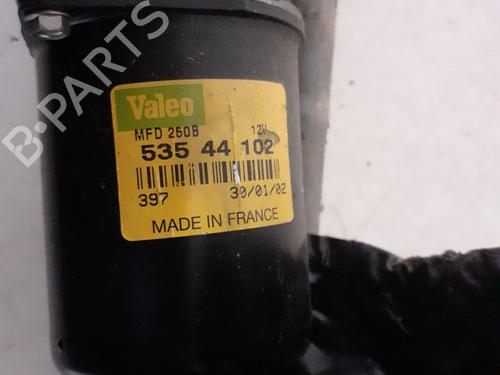 B-PARTS
Valeo
MFD 260B 12V
535 44 102
397 30/01/02
MADE IN FRANCE